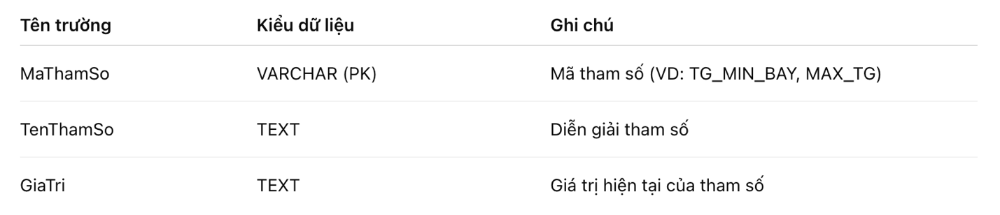 Tên trường Kiểu dữ liệu Ghi chú
MaThamSo VARCHAR (PK) Mã tham số (VD: TG_MIN_BAY, MAX_TG)
TenThamSo TEXT Diễn giải tham số
GiaTri TEXT Giá trị hiện tại của tham số